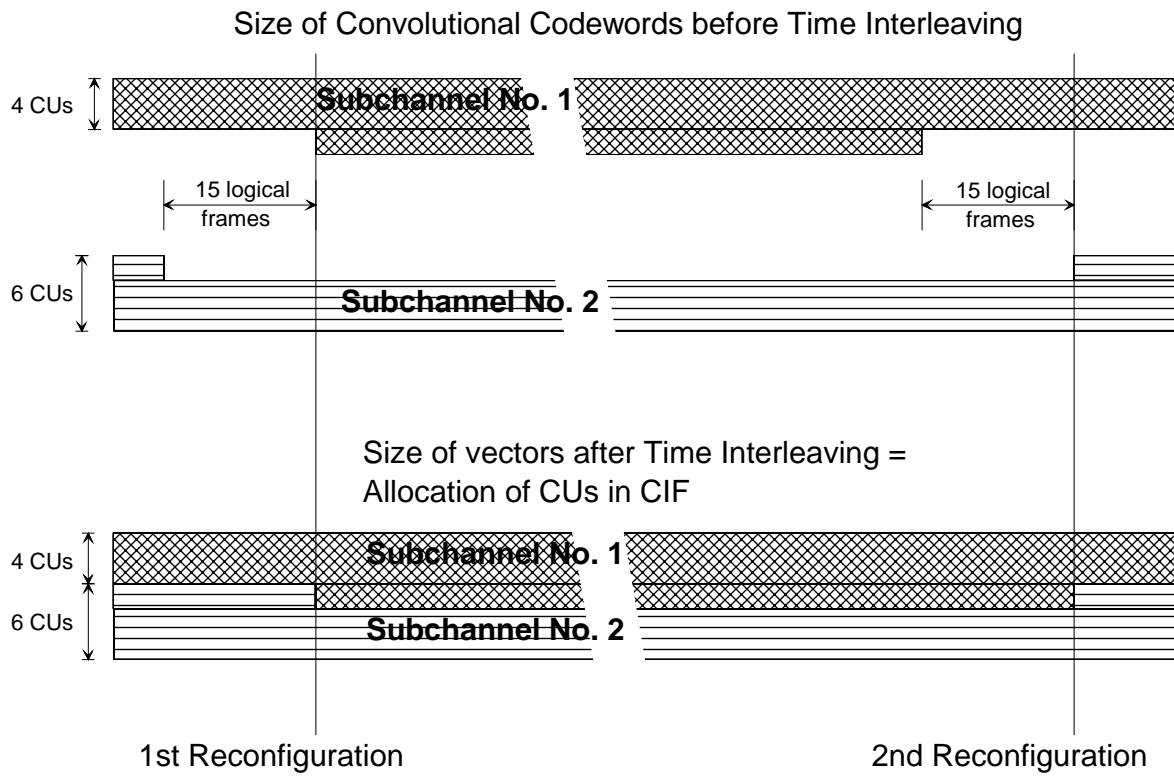 Size of Convolutional Codewords before Time Interleaving
4 CUs
Subchannel No. 1
15 logical
frames
15 logical
frames
6 CUs
Subchannel No. 2
Size of vectors after Time Interleaving =
Allocation of CUs in CIF
4 CUs
Subchannel No. 1
6 CUs
Subchannel No. 2
1st Reconfiguration
2nd Reconfiguration